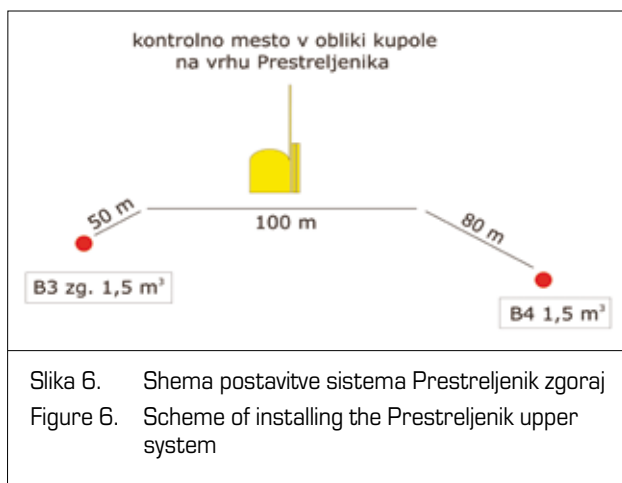 kontrolno mesto v obliki kupole
na vrhu Prestreljenika
50 m
100 m
80 m
B3 zg. 1,5 m³
B4 1,5 m³
Slika 6. Shema postavitve sistema Prestreljenik zgoraj
Figure 6. Scheme of installing the Prestreljenik upper
system